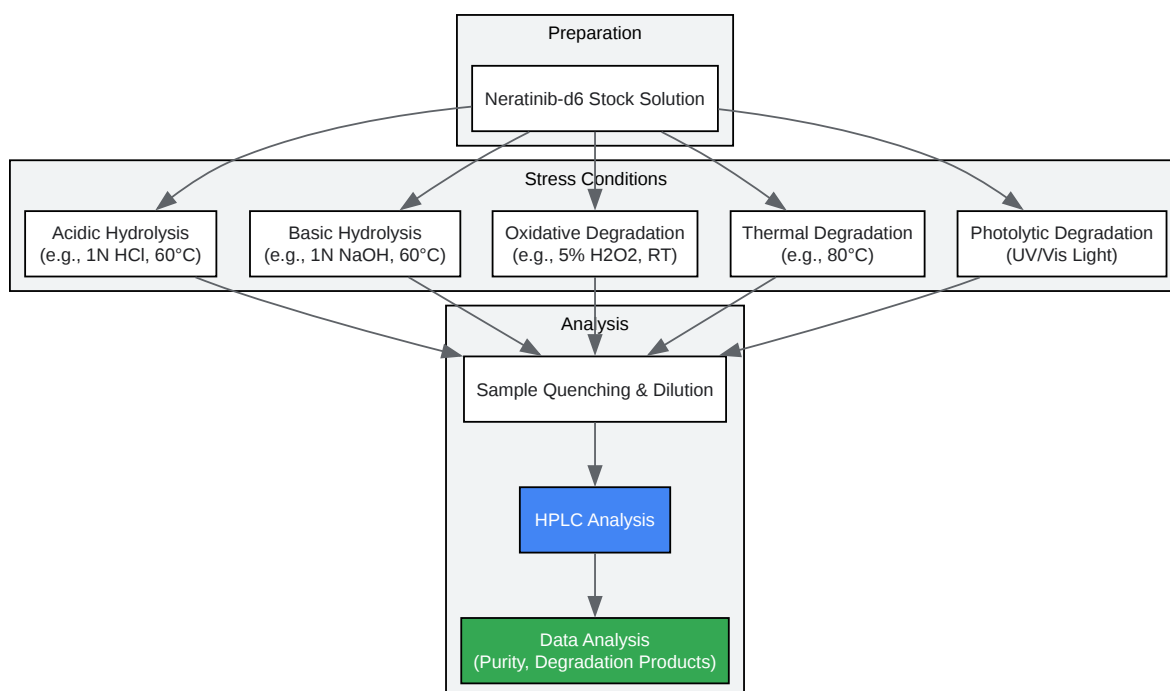 Preparation
Neratinib-d6 Stock Solution
Stress Conditions
Acidic Hydrolysis
(e.g., 1N HCl, 60°C)
Basic Hydrolysis
(e.g., 1N NaOH, 60°C)
Oxidative Degradation
(e.g., 5% H2O2, RT)
Thermal Degradation
(e.g., 80°C)
Photolytic Degradation
(UV/Vis Light)
Analysis
Sample Quenching & Dilution
HPLC Analysis
Data Analysis
(Purity, Degradation Products)